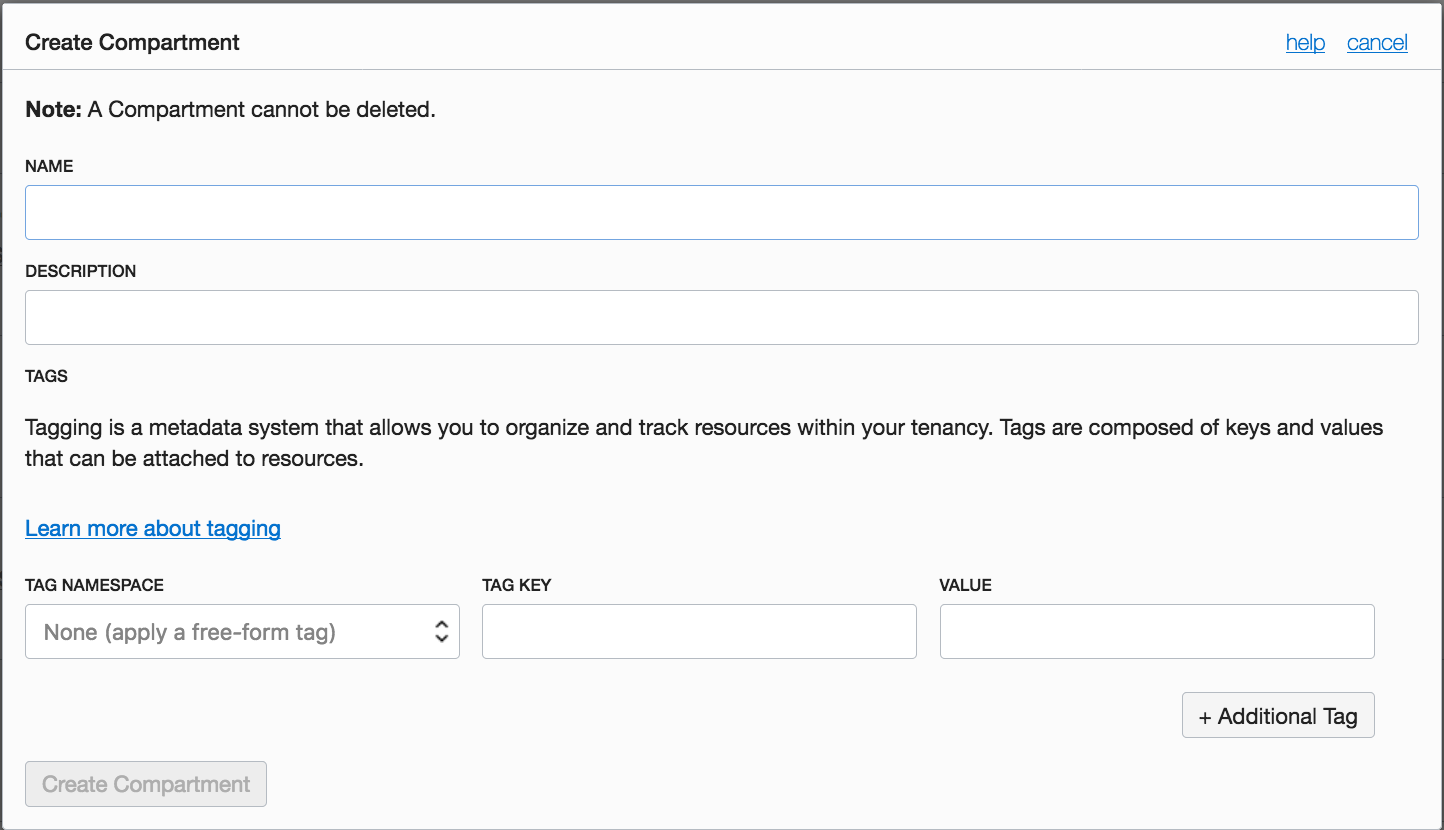 Create Compartment help cancel
Note: A Compartment cannot be deleted.
NAME
DESCRIPTION
TAGS
Tagging is a metadata system that allows you to organize and track resources within your tenancy. Tags are composed of keys and values
that can be attached to resources.
Learn more about tagging
TAG NAMESPACE TAG KEY VALUE
None (apply a free-form tag)
+ Additional Tag
Create Compartment